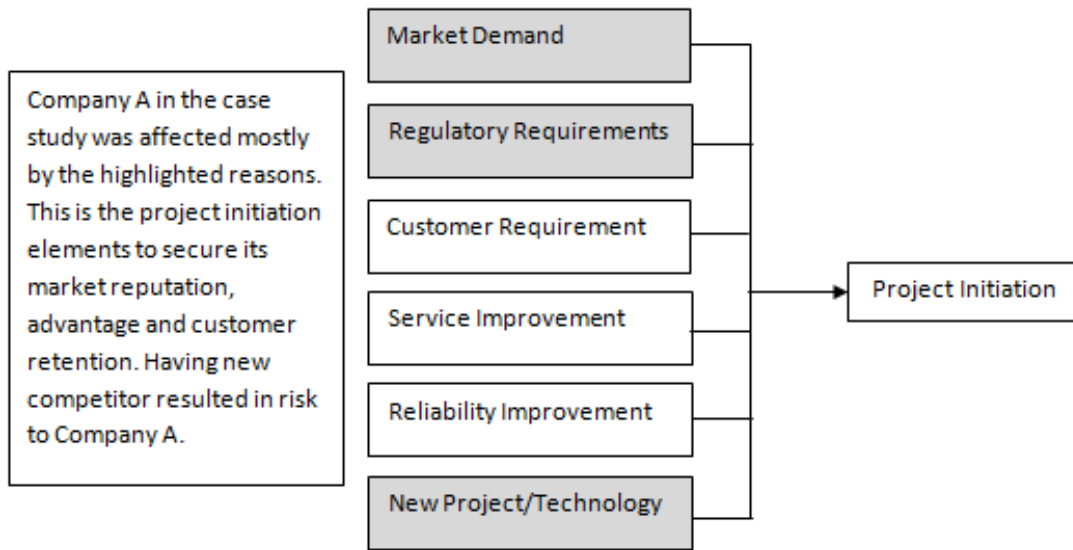 Company A in the case
study was affected mostly
by the highlighted reasons.
This is the project initiation
elements to secure its
market reputation,
advantage and customer
retention. Having new
competitor resulted in risk
to Company A.
Market Demand
Regulatory Requirements
Customer Requirement
Service Improvement
Reliability Improvement
New Project/Technology
Project Initiation